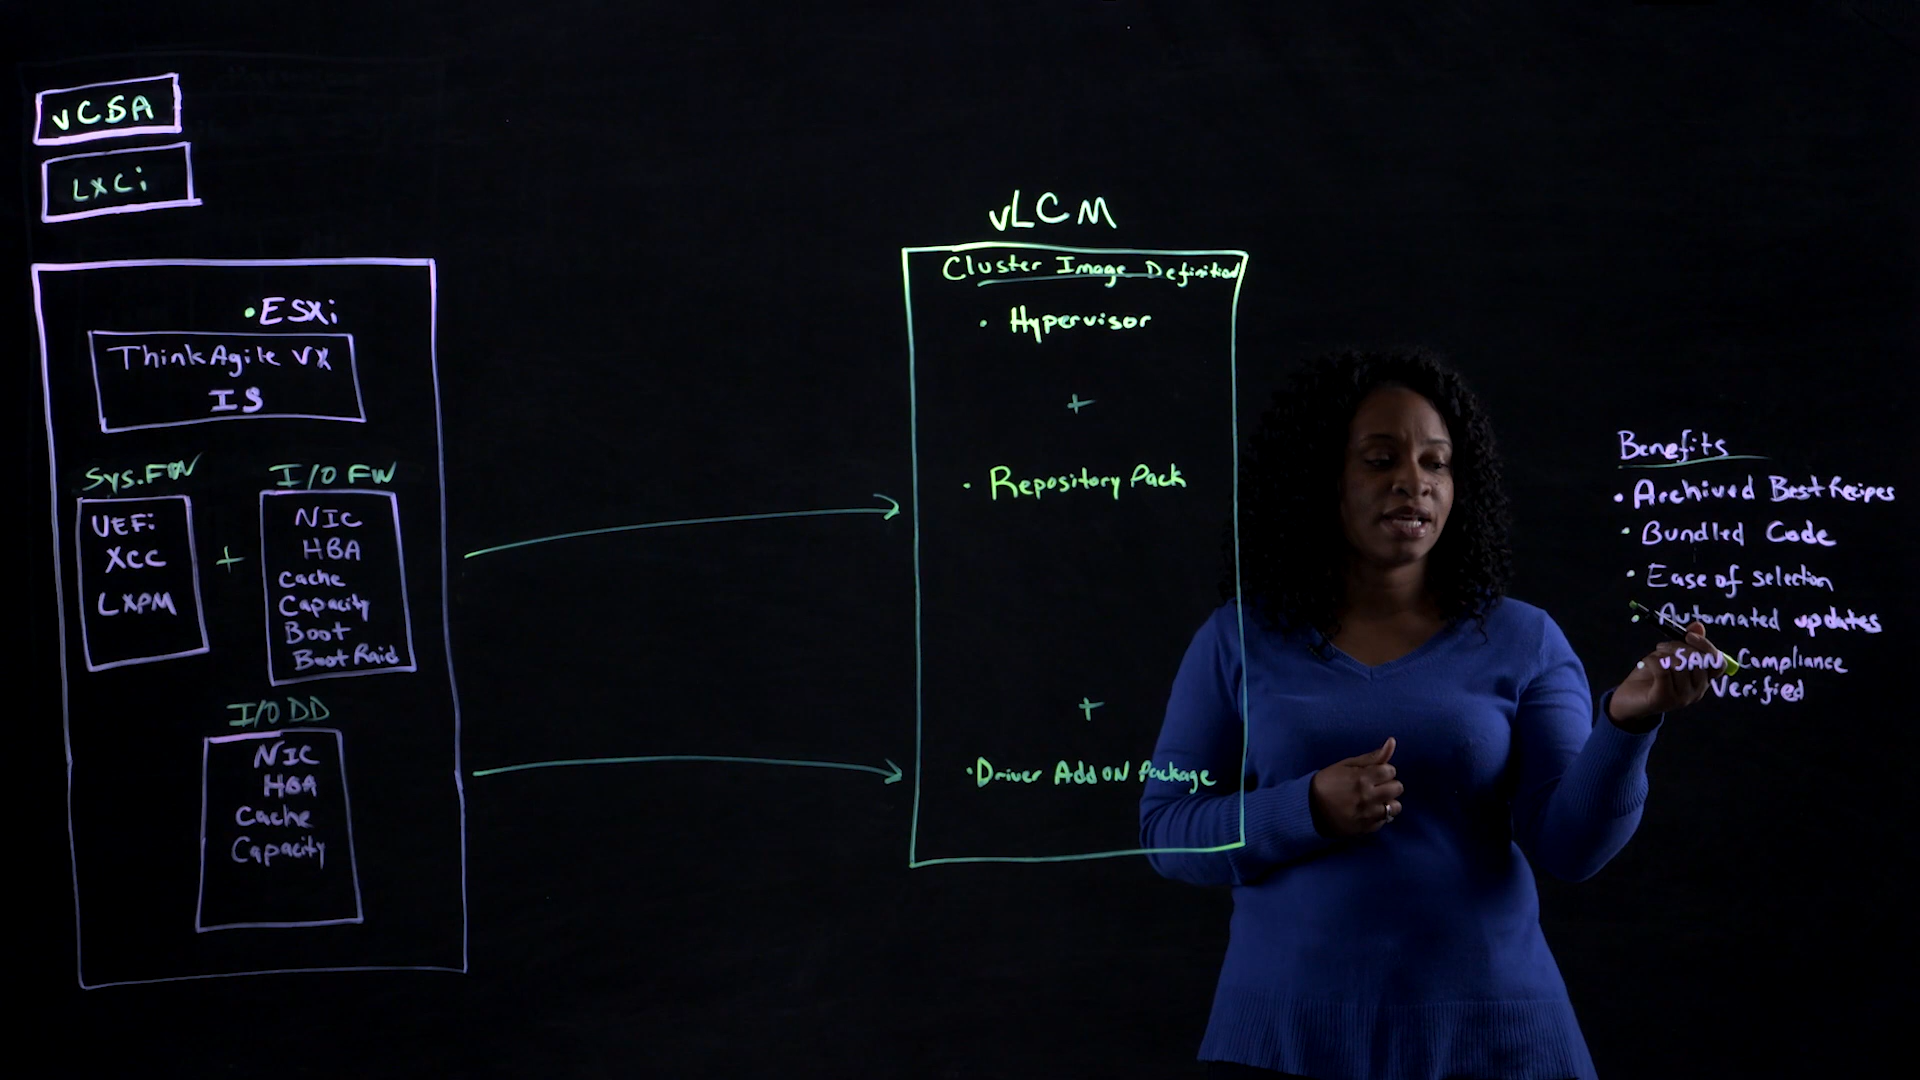 vCSA
LXCi
• ESXi
ThinkAgile VX
IS
Sys.FW
UEFi
XCC
LXPM
+
I/O FW
NIC
HBA
Cache
Capacity
Boot
Boot Raid
I/O DD
NIC
HBA
Cache
Capacity
vLCM
Cluster Image Definition
• Hypervisor
+
• Repository Pack
+
• Driver Add ON Package
Benefits
• Archived Best Recipes
• Bundled Code
• Ease of selection
• Automated updates
• vSAN Compliance
Verified